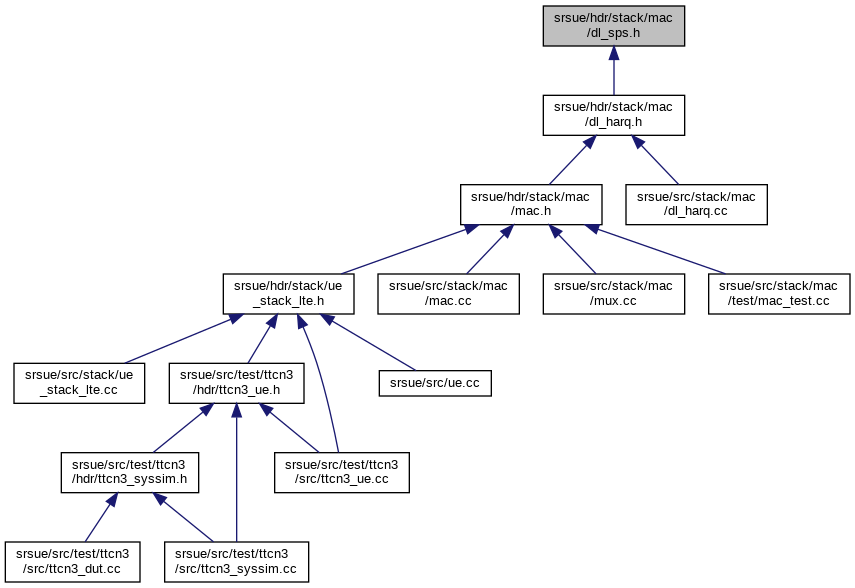 srsue/hdr/stack/mac
/dl_sps.h
srsue/hdr/stack/mac
/dl_harq.h
srsue/hdr/stack/mac
/mac.h
srsue/src/stack/mac
/dl_harq.cc
srsue/hdr/stack/ue
_stack_lte.h
srsue/src/stack/mac
/mac.cc
srsue/src/stack/mac
/mux.cc
srsue/src/stack/mac
/test/mac_test.cc
srsue/src/stack/ue
_stack_lte.cc
srsue/src/test/ttcn3
/hdr/ttcn3_ue.h
srsue/src/ue.cc
srsue/src/test/ttcn3
/hdr/ttcn3_syssim.h
srsue/src/test/ttcn3
/src/ttcn3_ue.cc
srsue/src/test/ttcn3
/src/ttcn3_dut.cc
srsue/src/test/ttcn3
/src/ttcn3_syssim.cc